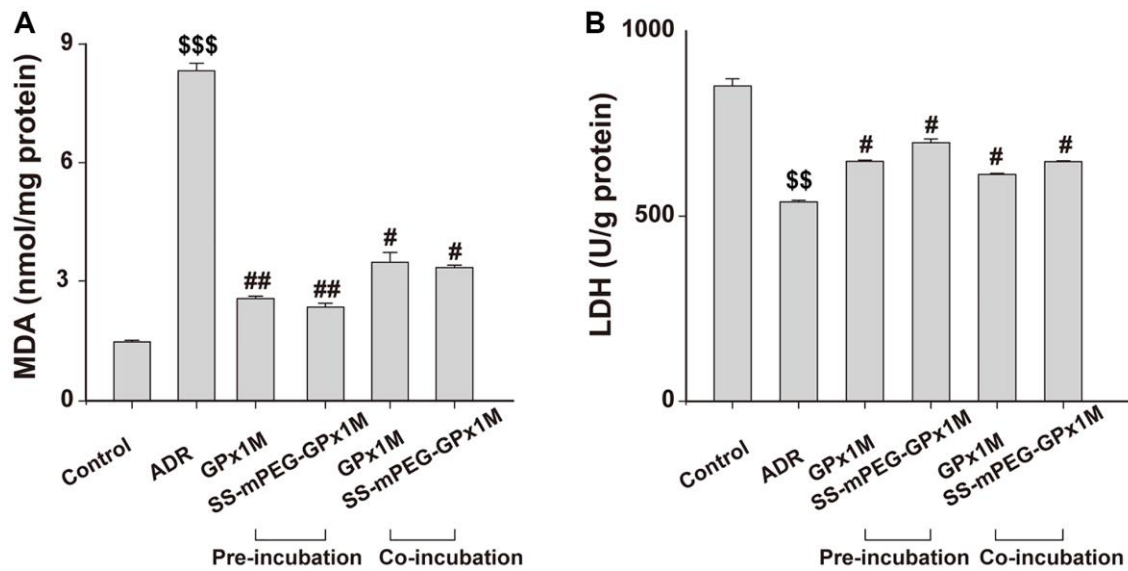 A
MDA (nmol/mg protein)
9
6
3
0
$$$
##
##
#
#
Control
ADR
GPx1M
SS-mPEG-GPx1M
GPx1M
SS-mPEG-GPx1M
Pre-incubation
Co-incubation
B
LDH (U/g protein)
1000
500
0
$$
#
#
#
#
Control
ADR
GPx1M
SS-mPEG-GPx1M
GPx1M
SS-mPEG-GPx1M
Pre-incubation
Co-incubation